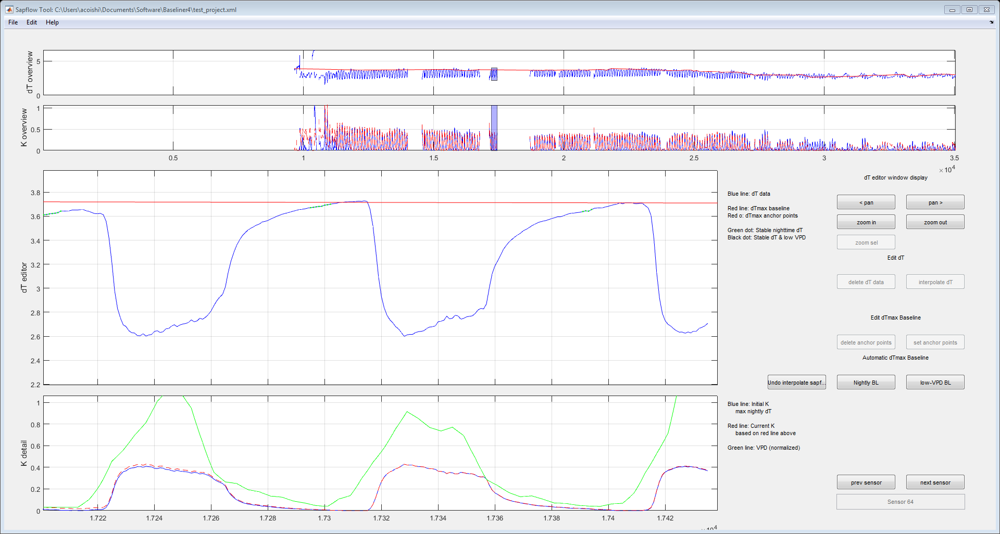 Sapflow Tool: C:\Users\acoishi\Documents\Software\Baseliner4\test_project.xml
File Edit Help
dT overview
5
0
K overview
1
0.5
0
0.5 1 1.5 2 2.5 3 3.5
×10^4
dT editor
3.8
3.6
3.4
3.2
3
2.8
2.6
2.4
2.2
dT editor window display
Blue line: dT data
Red line: dTmax baseline
Red o: dTmax anchor points
Green dot: Stable nighttime dT
Black dot: Stable dT & low VPD
< pan pan >
zoom in zoom out
zoom sel
Edit dT
delete dT data interpolate dT
Edit dTmax Baseline
delete anchor points set anchor points
Automatic dTmax Baseline
Undo interpolate sapf... Nightly BL low-VPD BL
K detail
1
0.8
0.6
0.4
0.2
0
1.722 1.724 1.726 1.728 1.73 1.732 1.734 1.736 1.738 1.74 1.742
Blue line: Initial K
max nightly dT
Red line: Current K
based on red line above
Green line: VPD (normalized)
prev sensor next sensor
Sensor 64